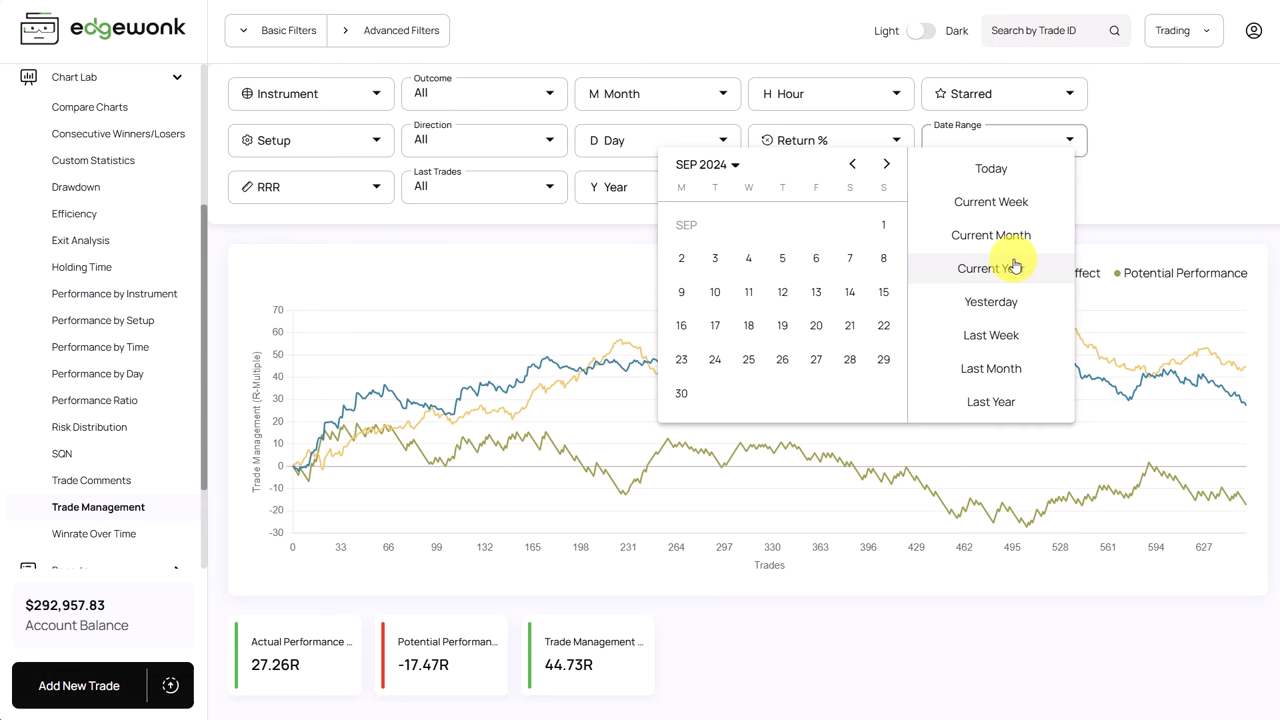 edgewonk
Basic Filters
Advanced Filters
Light
Dark
Search by Trade ID
Trading
Chart Lab
Compare Charts
Consecutive Winners/Losers
Custom Statistics
Drawdown
Efficiency
Exit Analysis
Holding Time
Performance by Instrument
Performance by Setup
Performance by Time
Performance by Day
Performance Ratio
Risk Distribution
SQN
Trade Comments
Trade Management
Winrate Over Time
$292,957.83
Account Balance
Add New Trade
Instrument
Outcome
All
M Month
H Hour
Starred
Setup
Direction
All
D Day
Return %
Date Range
RRR
Last Trades
All
Y Year
SEP 2024
M T W T F S S
SEP 1
2 3 4 5 6 7 8
9 10 11 12 13 14 15
16 17 18 19 20 21 22
23 24 25 26 27 28 29
30
Today
Current Week
Current Month
Current Year
Yesterday
Last Week
Last Month
Last Year
ffect
Potential Performance
Trade Management (R-Multiple)
70
60
50
40
30
20
10
0
-10
-20
-30
0 33 66 99 132 165 198 231 264 297 330 363 396 429 462 495 528 561 594 627
Trades
Actual Performance ...
27.26R
Potential Performan...
-17.47R
Trade Management ...
44.73R